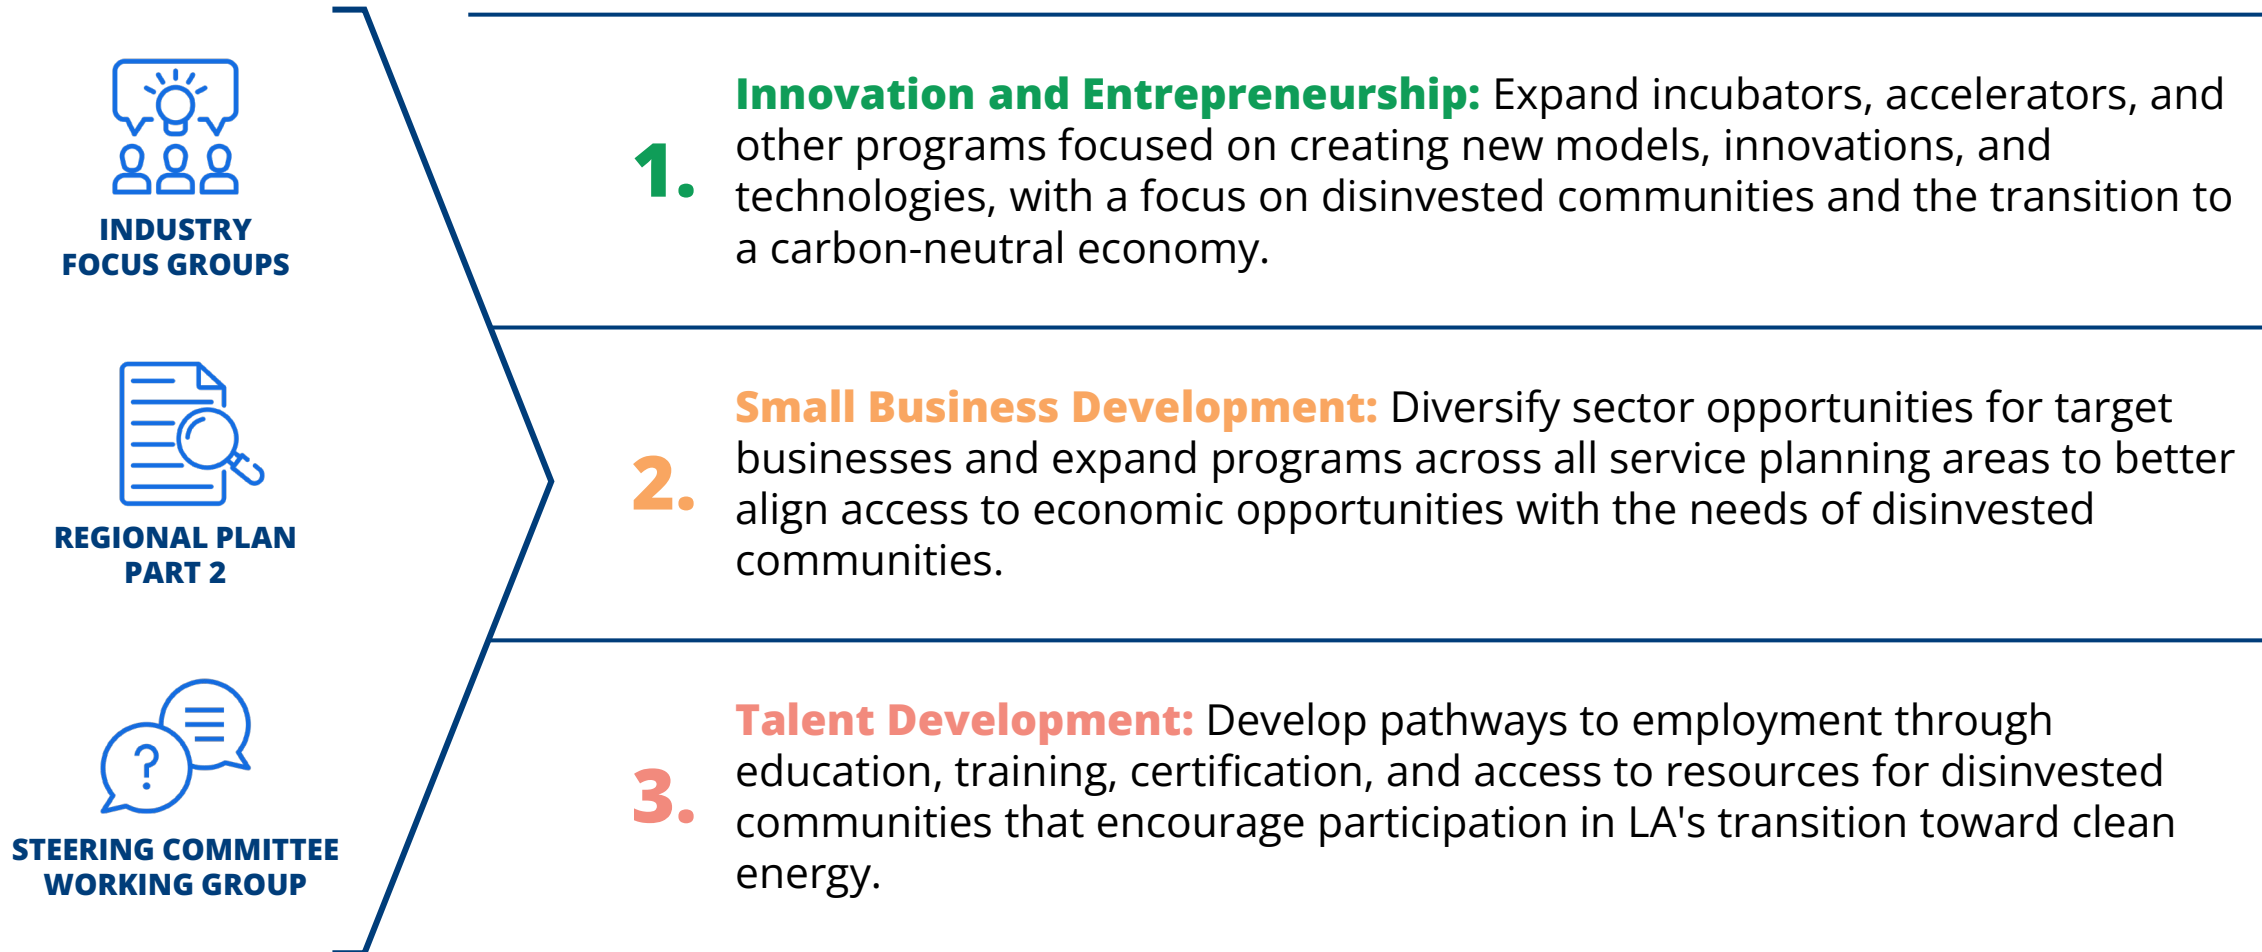 INDUSTRY
FOCUS GROUPS
REGIONAL PLAN
PART 2
?
STEERING COMMITTEE
WORKING GROUP
1.
Innovation and Entrepreneurship: Expand incubators, accelerators, and
other programs focused on creating new models, innovations, and
technologies, with a focus on disinvested communities and the transition to
a carbon-neutral economy.
2.
Small Business Development: Diversify sector opportunities for target
businesses and expand programs across all service planning areas to better
align access to economic opportunities with the needs of disinvested
communities.
3.
Talent Development: Develop pathways to employment through
education, training, certification, and access to resources for disinvested
communities that encourage participation in LA's transition toward clean
energy.